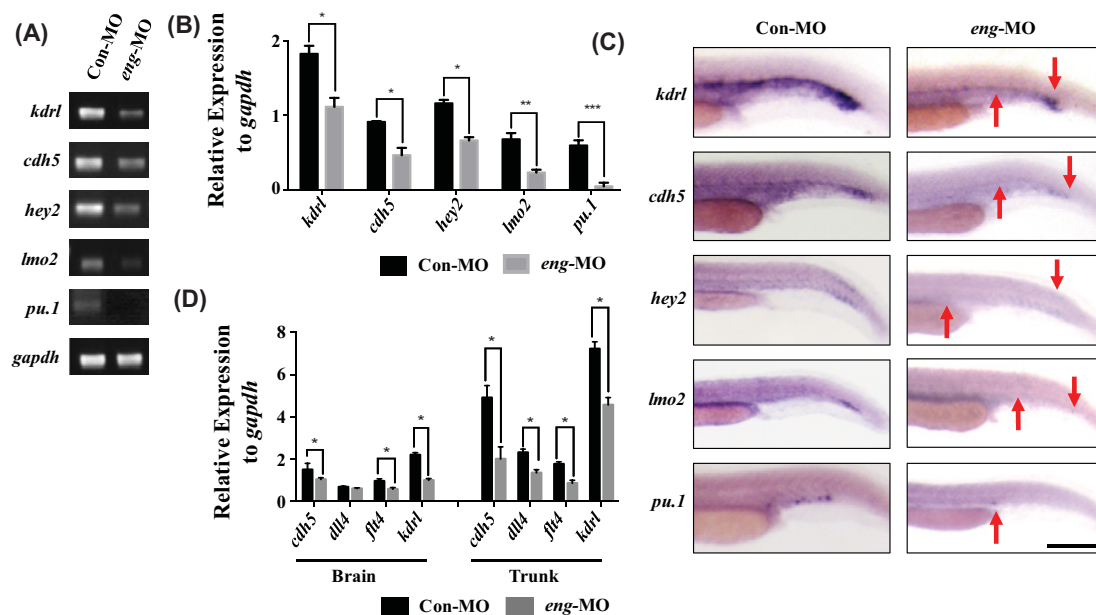 (A)
Con-MO
eng-MO
kdrl
cdh5
hey2
lmo2
pu.1
gapdh
(B)
Relative Expression
to gapdh
2
1
0
*
*
*
**
***
kdrl
cdh5
hey2
lmo2
pu.1
Con-MO
eng-MO
(C)
Con-MO
eng-MO
kdrl
cdh5
hey2
lmo2
pu.1
(D)
Relative Expression
to gapdh
8
6
4
2
0
*
*
*
*
*
*
*
cdh5
dll4
flt4
kdrl
cdh5
dll4
flt4
kdrl
Brain
Trunk
Con-MO
eng-MO